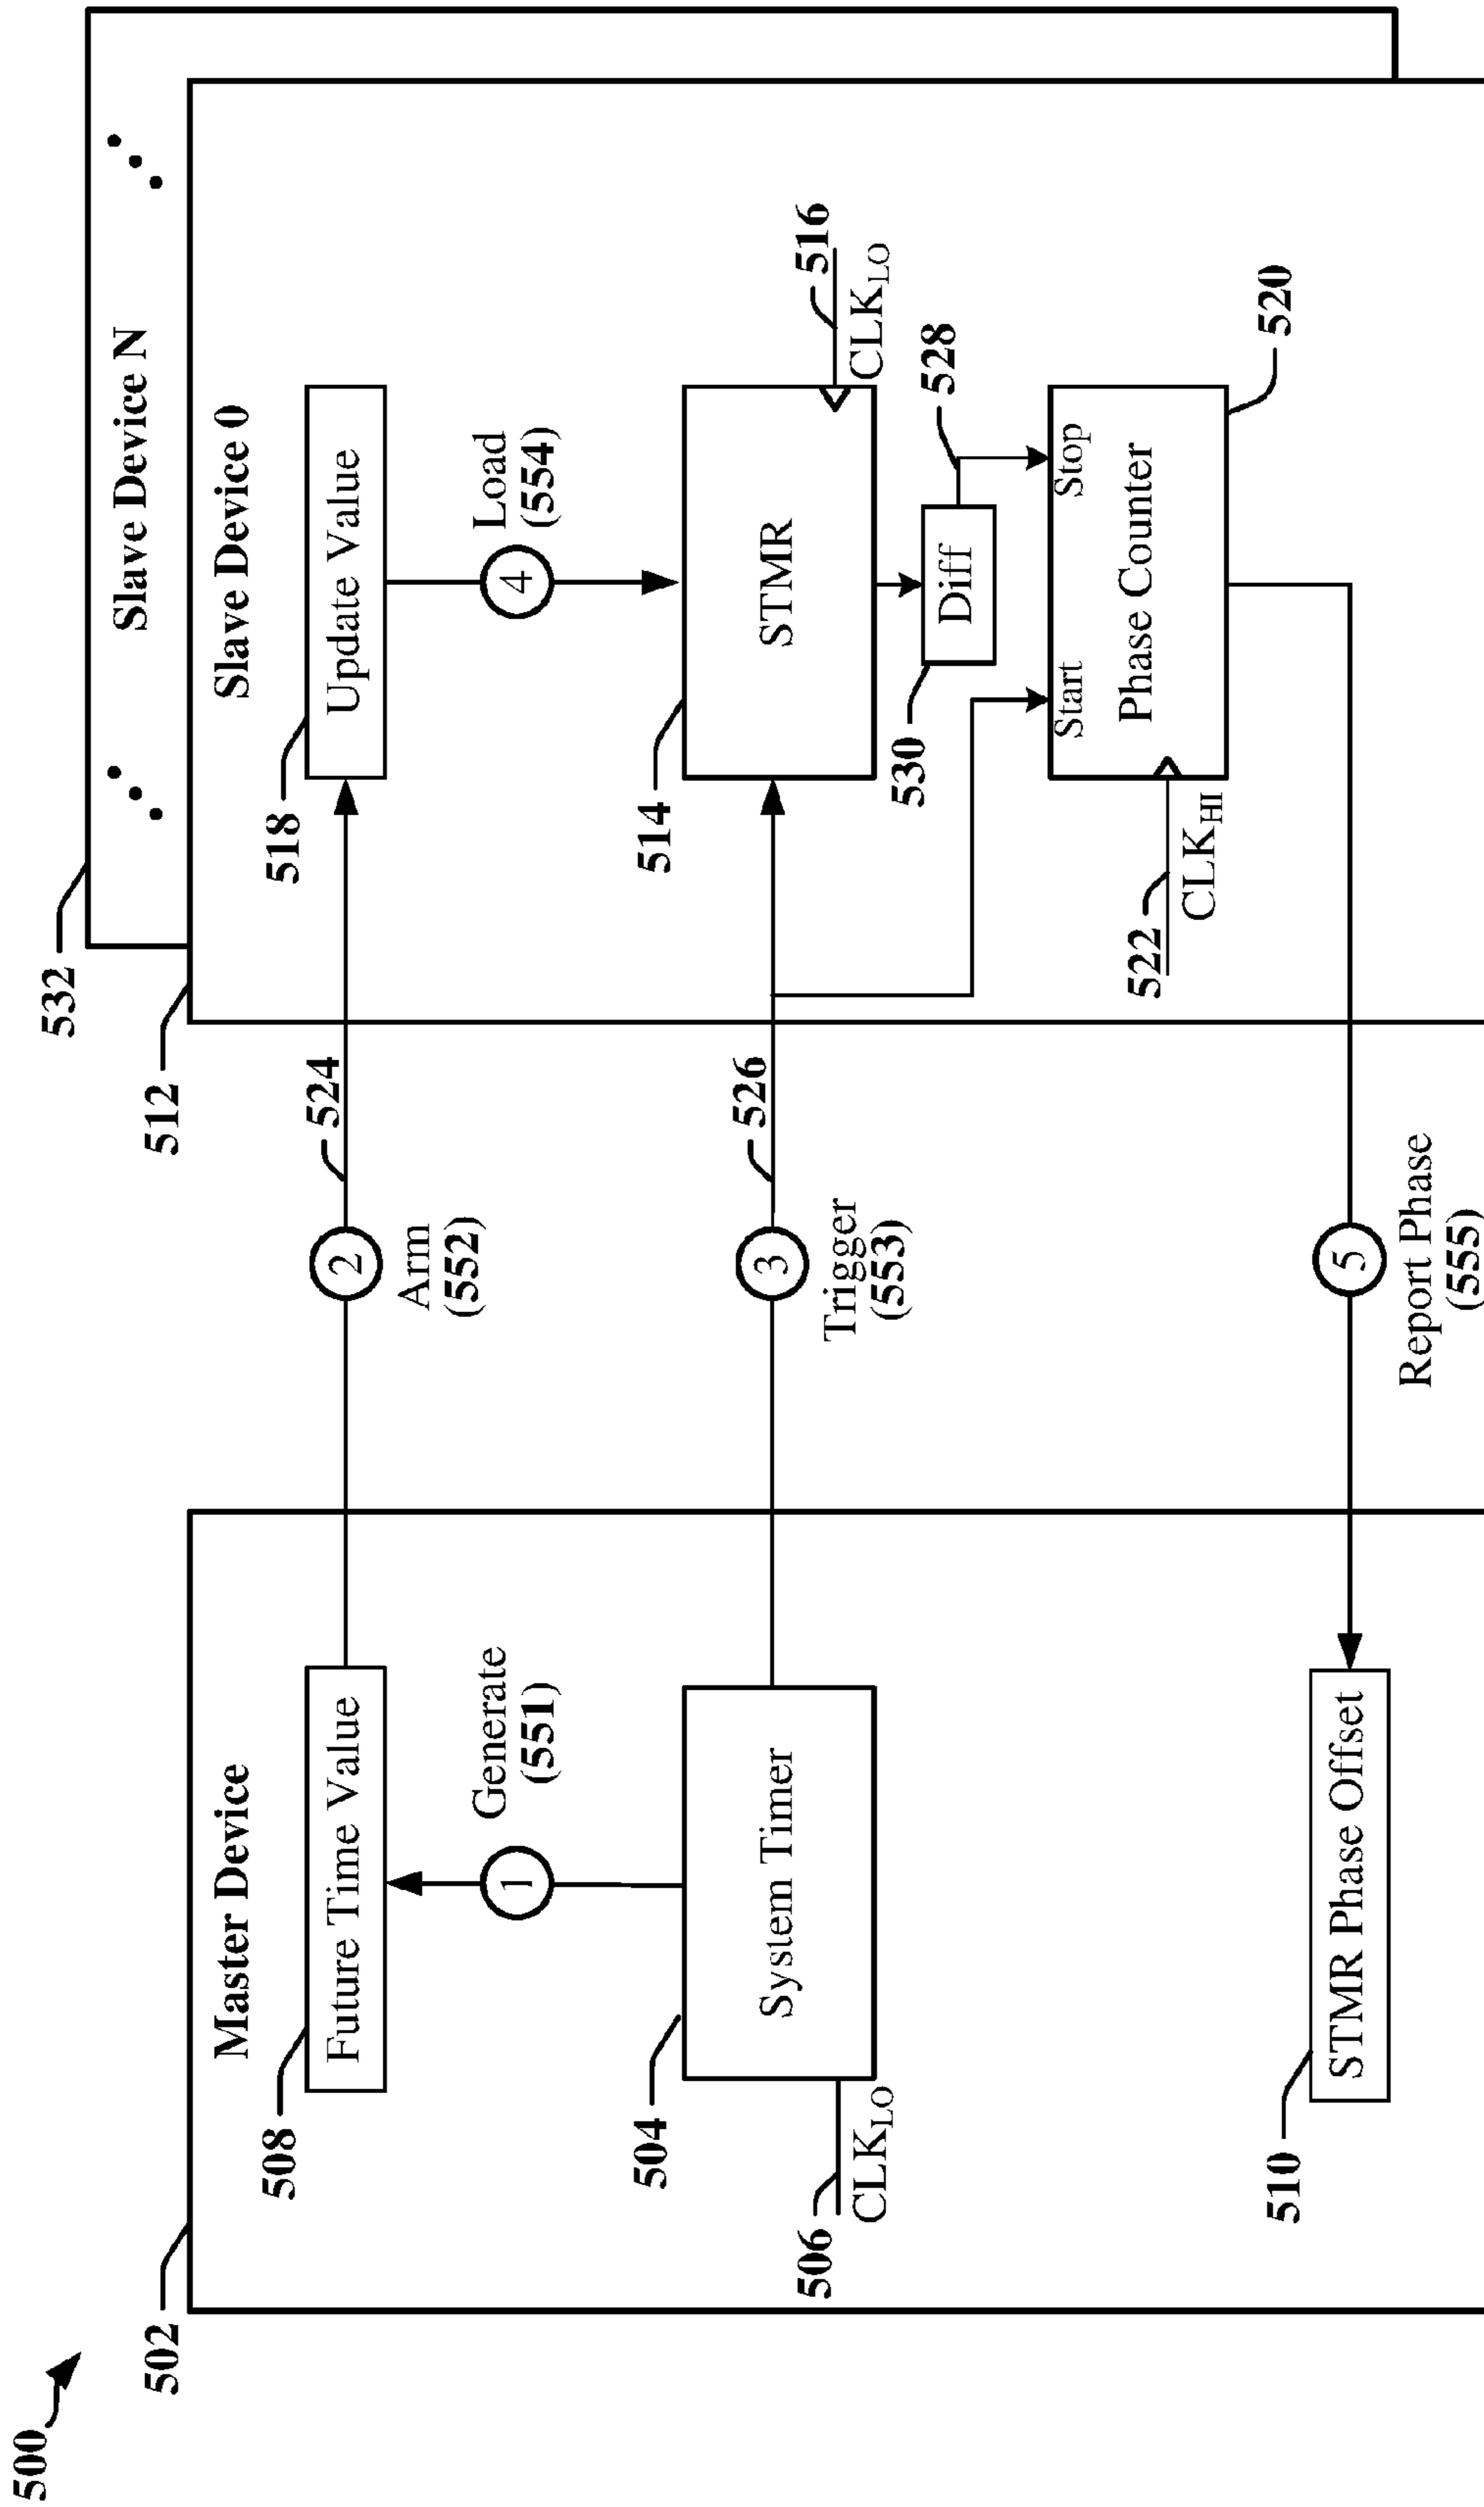 500
502
Master Device
508
Future Time Value
1
Generate
(551)
504
System Timer
506
CLKLO
510
STMR Phase Offset
2
Arm
(552)
524
3
Trigger
(553)
526
5
Report Phase
(555)
532
Slave Device N
512
Slave Device 0
518
Update Value
4
Load
(554)
514
STMR
516
CLKLO
530
Diff
528
Start
Stop
Phase Counter
522
CLKHI
520